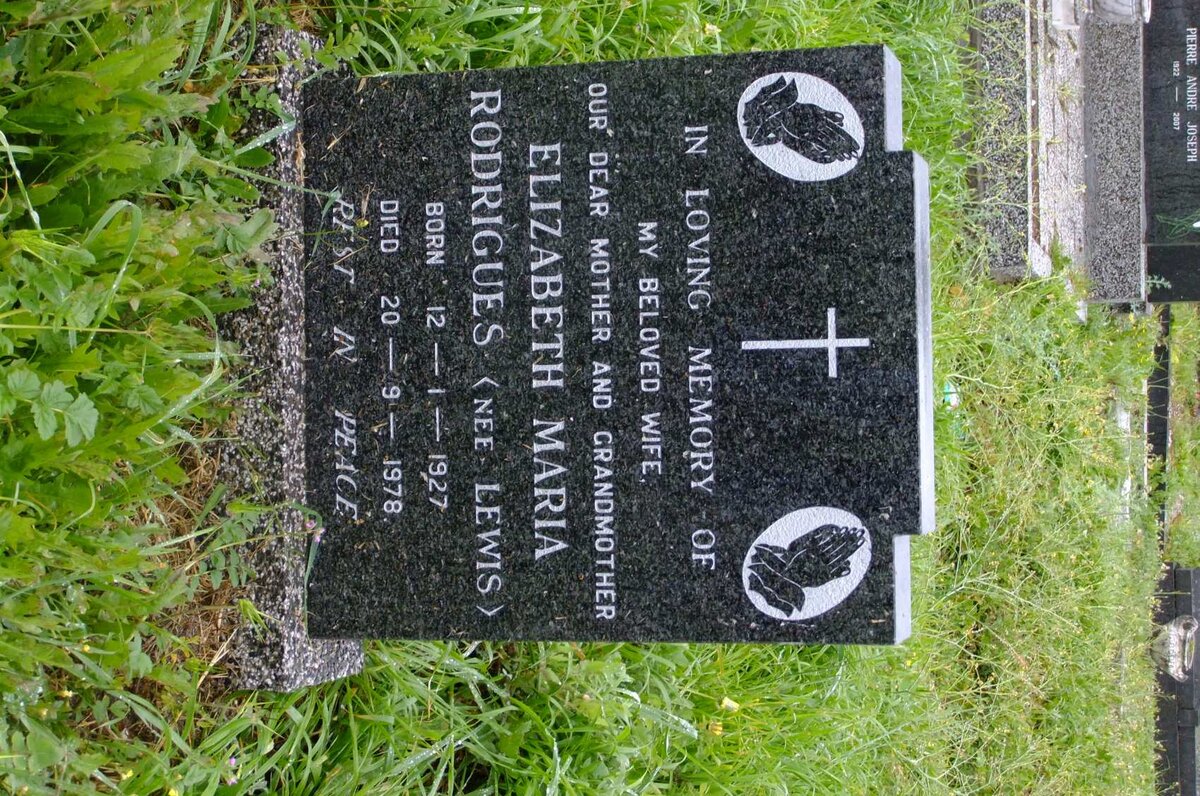 IN LOVING MEMORY OF
MY BELOVED WIFE.
OUR DEAR MOTHER AND GRANDMOTHER
ELIZABETH MARIA
RODRIGUES <NEE LEWIS>
BORN 12—1—1927
DIED 20—9—1978.
REST IN PEACE.
PIERRE ANDRE JOSEPH
1922 — 2007